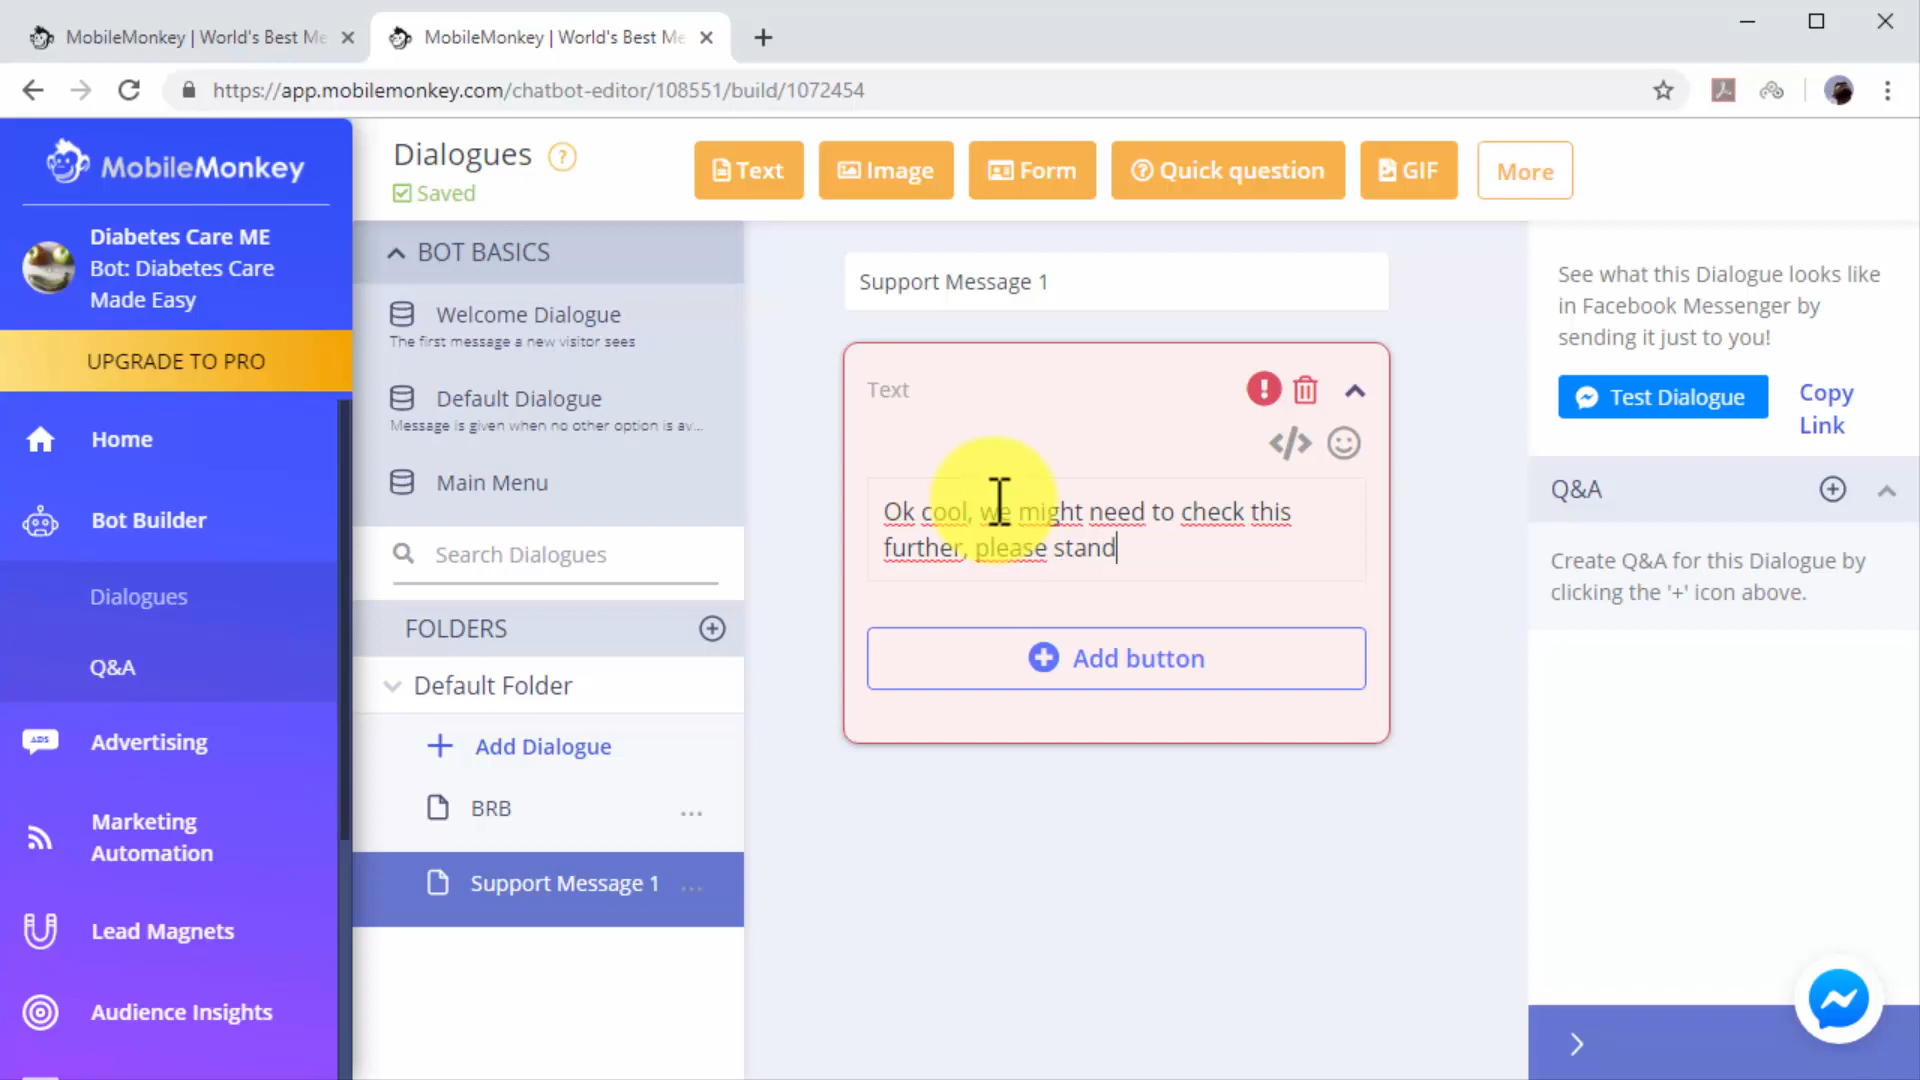 MobileMonkey | World's Best Me
MobileMonkey | World's Best Me
https://app.mobilemonkey.com/chatbot-editor/108551/build/1072454
MobileMonkey
Diabetes Care ME
Bot: Diabetes Care
Made Easy
UPGRADE TO PRO
Home
Bot Builder
Dialogues
Q&A
ADS
Advertising
Marketing
Automation
Lead Magnets
Audience Insights
Dialogues ?
Saved
Text
Image
Form
Quick question
GIF
More
BOT BASICS
Welcome Dialogue
The first message a new visitor sees
Default Dialogue
Message is given when no other option is av...
Main Menu
Search Dialogues
FOLDERS
Default Folder
Add Dialogue
BRB ...
Support Message 1 ...
Support Message 1
Text
Ok cool, we might need to check this
further, please stand
Add button
See what this Dialogue looks like
in Facebook Messenger by
sending it just to you!
Test Dialogue
Copy
Link
Q&A
Create Q&A for this Dialogue by
clicking the '+' icon above.